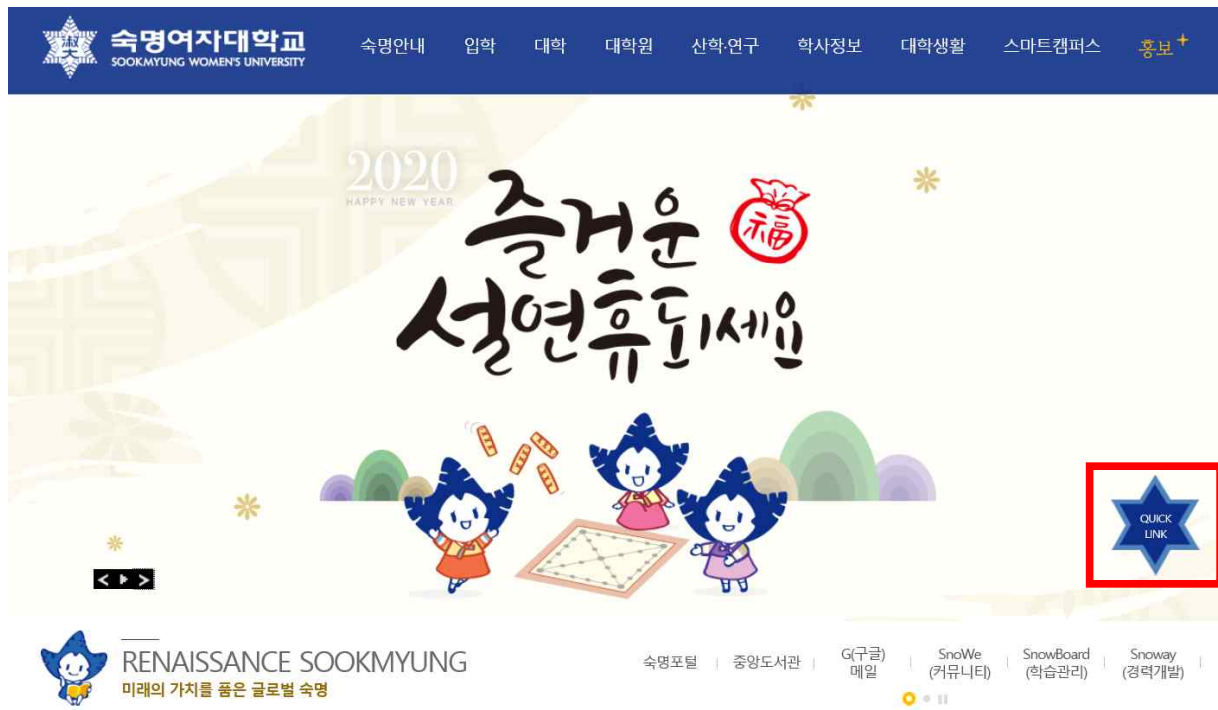 숙명여자대학교
SOOKMYUNG WOMEN'S UNIVERSITY
숙명안내 입학 대학 대학원 산학·연구 학사정보 대학생활 스마트캠퍼스 홍보+
2020
HAPPY NEW YEAR
즐거운 福
설연휴되세요
QUICK
LINK
RENAISSANCE SOOKMYUNG
미래의 가치를 품은 글로벌 숙명
숙명포털 | 중앙도서관 | G(구글) 메일 | SnoWe (커뮤니티) | SnowBoard (학습관리) | Snoway (경력개발) |